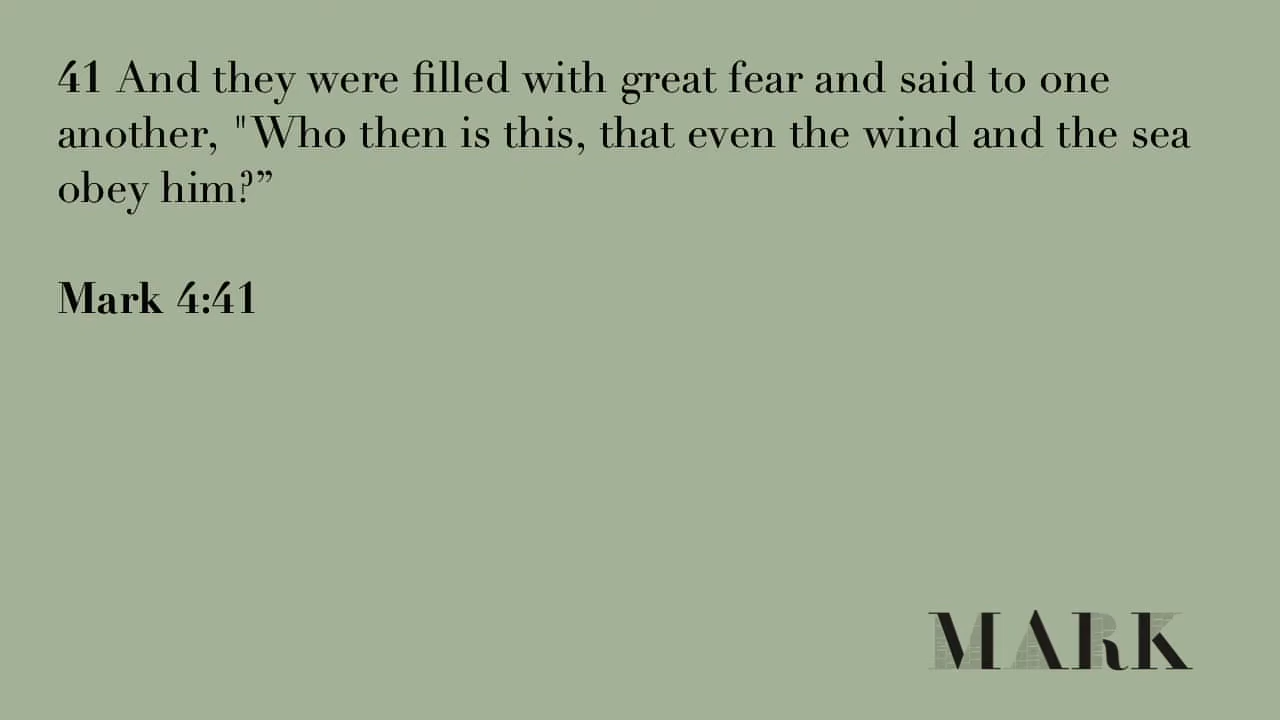 41 And they were filled with great fear and said to one
another, "Who then is this, that even the wind and the sea
obey him?”
Mark 4:41
MARK